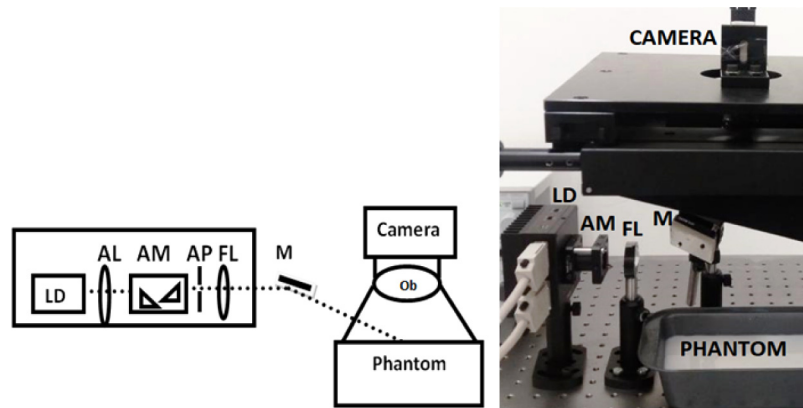 AL AM AP FL M
LD
Camera
Ob
Phantom
CAMERA
LD
AM FL M
PHANTOM